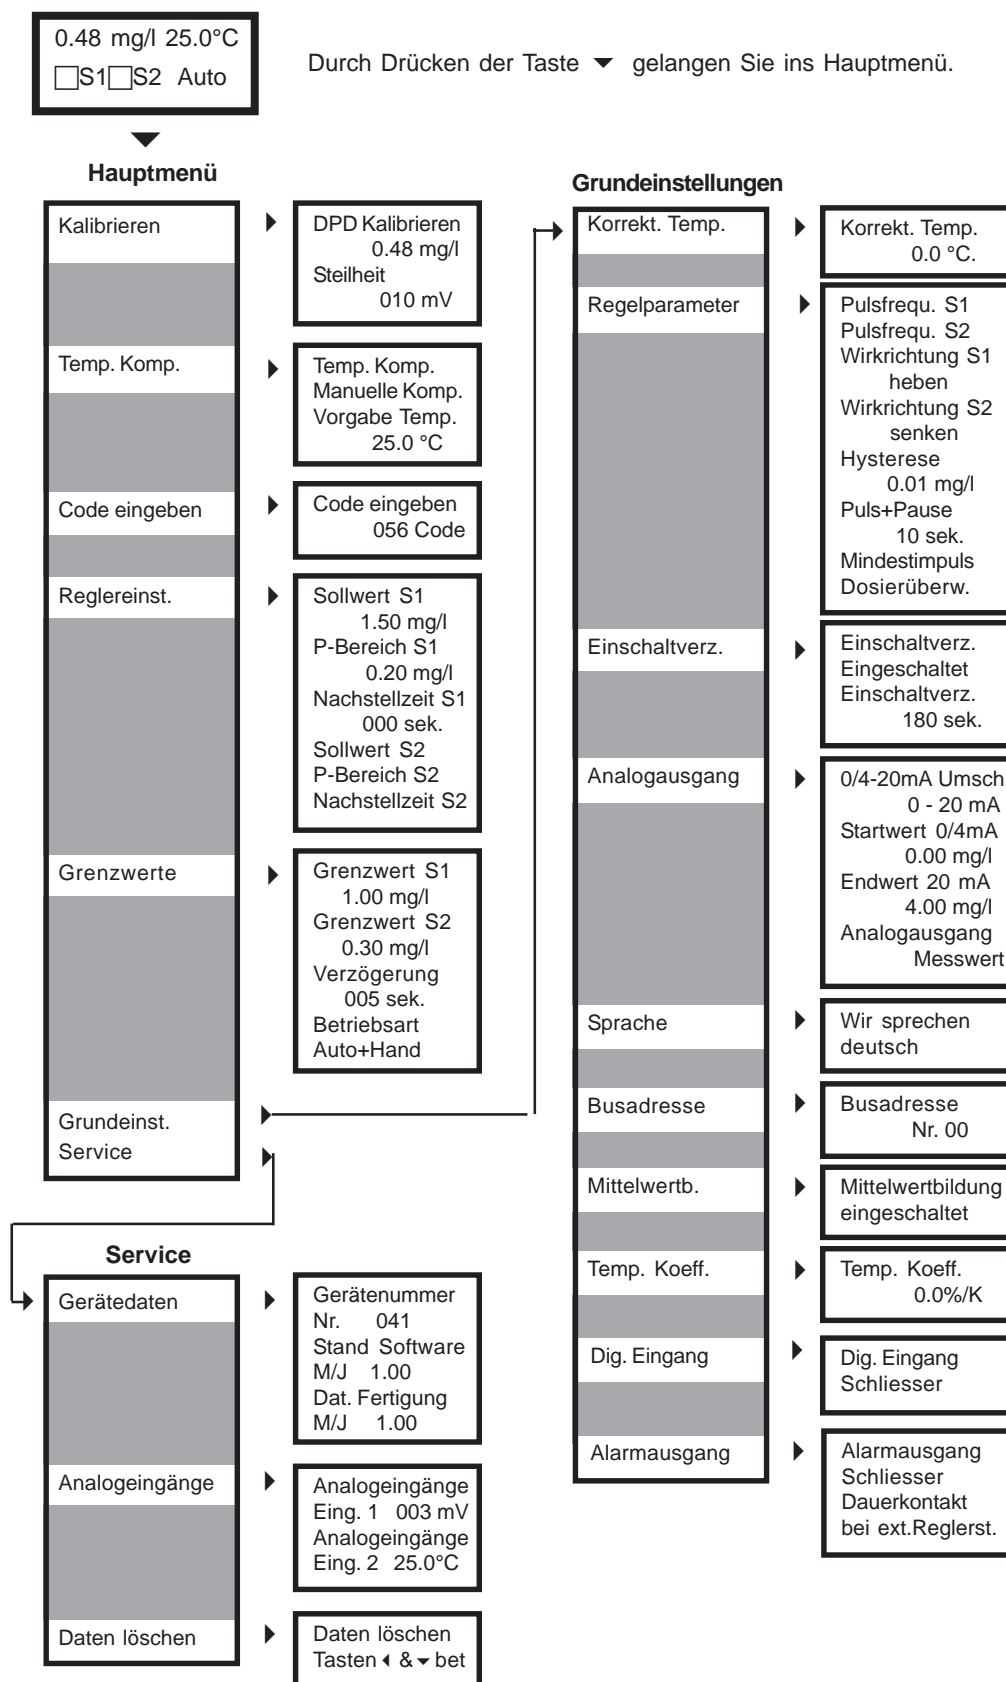 0.48 mg/l 25.0°C
□S1□S2 Auto
Durch Drücken der Taste ▼ gelangen Sie ins Hauptmenü.
Hauptmenü
Kalibrieren
DPD Kalibrieren
0.48 mg/l
Steilheit
010 mV
Temp. Komp.
Temp. Komp.
Manuelle Komp.
Vorgabe Temp.
25.0 °C
Code eingeben
Code eingeben
056 Code
Reglereinst.
Sollwert S1
1.50 mg/l
P-Bereich S1
0.20 mg/l
Nachstellzeit S1
000 sek.
Sollwert S2
P-Bereich S2
Nachstellzeit S2
Grenzwerte
Grenzwert S1
1.00 mg/l
Grenzwert S2
0.30 mg/l
Verzögerung
005 sek.
Betriebsart
Auto+Hand
Grundeinst.
Service
Grundeinstellungen
Korrekt. Temp.
Korrekt. Temp.
0.0 °C.
Regelparameter
Pulsfrequ. S1
Pulsfrequ. S2
Wirkrichtung S1
heben
Wirkrichtung S2
senken
Hysterese
0.01 mg/l
Puls+Pause
10 sek.
Mindestimpuls
Dosierüberw.
Einschaltverz.
Einschaltverz.
Eingeschaltet
Einschaltverz.
180 sek.
Analogausgang
0/4-20mA Umsch
0 - 20 mA
Startwert 0/4mA
0.00 mg/l
Endwert 20 mA
4.00 mg/l
Analogausgang
Messwert
Sprache
Wir sprechen
deutsch
Busadresse
Busadresse
Nr. 00
Mittelwertb.
Mittelwertbildung
eingeschaltet
Temp. Koeff.
Temp. Koeff.
0.0%/K
Dig. Eingang
Dig. Eingang
Schliesser
Alarmausgang
Alarmausgang
Schliesser
Dauerkontakt
bei ext.Reglerst.
Service
Gerätedaten
Gerätenummer
Nr. 041
Stand Software
M/J 1.00
Dat. Fertigung
M/J 1.00
Analogeingänge
Analogeingänge
Eing. 1 003 mV
Analogeingänge
Eing. 2 25.0°C
Daten löschen
Daten löschen
Tasten ◀ & ▼ bet